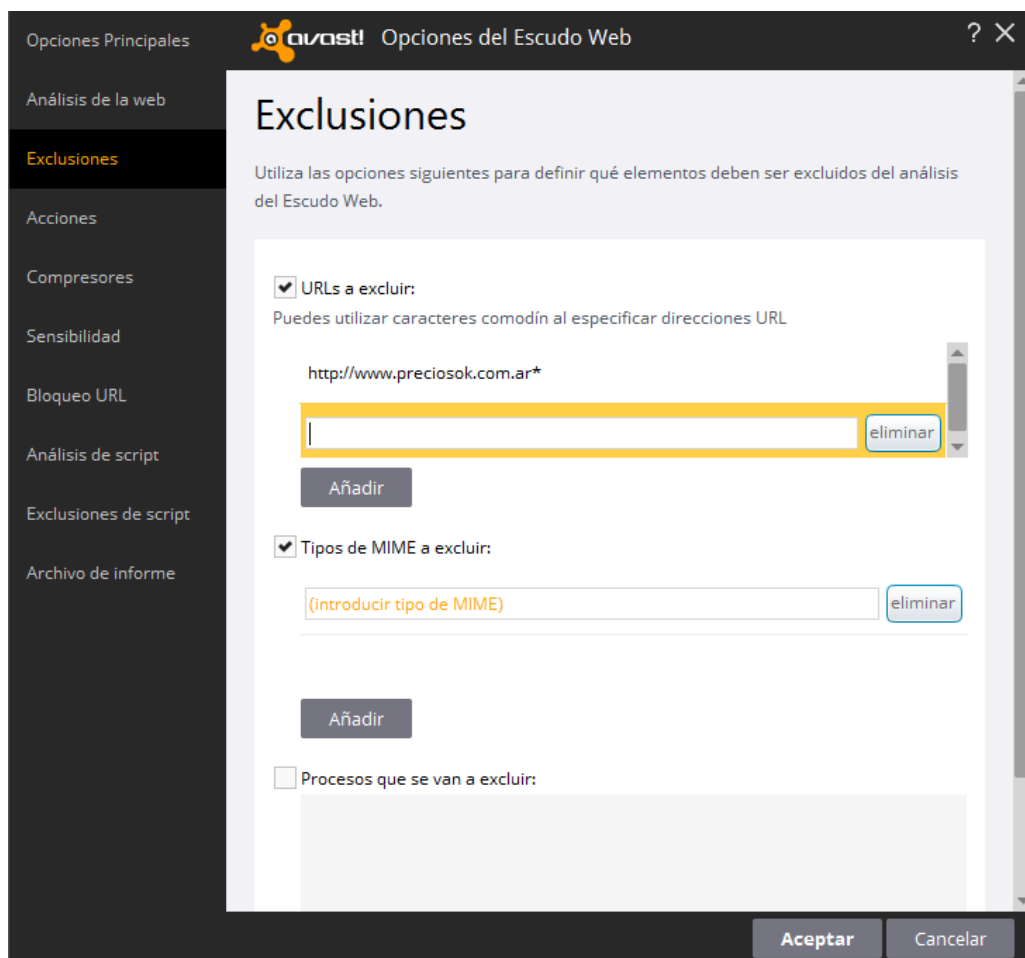 Opciones Principales
Análisis de la web
Exclusiones
Acciones
Compresores
Sensibilidad
Bloqueo URL
Análisis de script
Exclusiones de script
Archivo de informe
avast! Opciones del Escudo Web
?
Exclusiones
Utiliza las opciones siguientes para definir qué elementos deben ser excluidos del análisis
del Escudo Web.
URLs a excluir:
Puedes utilizar caracteres comodín al especificar direcciones URL
http://www.preciosok.com.ar*
eliminar
Añadir
Tipos de MIME a excluir:
(introducir tipo de MIME)
eliminar
Añadir
Procesos que se van a excluir:
Aceptar
Cancelar